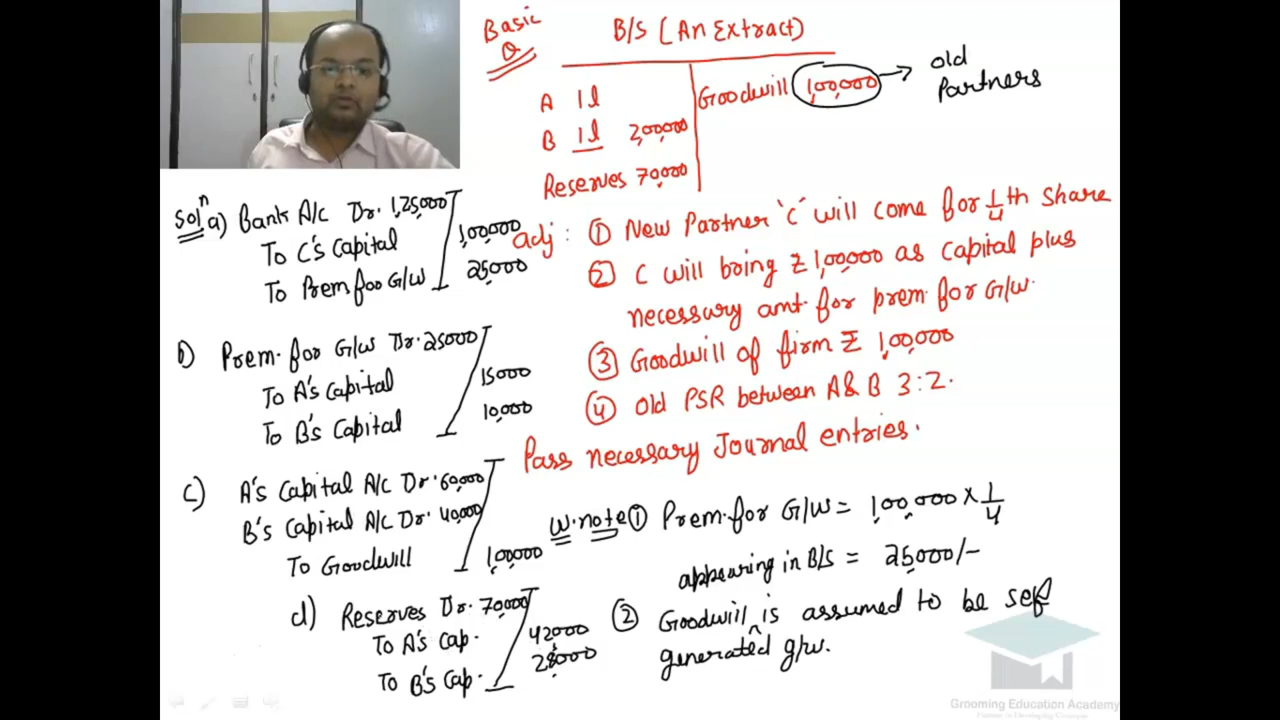 Basic
Q
B/S (An Extract)
A 1l
B 1l 2,00,000
Reserves 70,000
Goodwill 1,00,000 → old
Partners
adj: ① New Partner 'C' will come for 1/4 th share
② C will bring ₹ 1,00,000 as capital plus
necessary amt. for prem. for G/w.
③ Goodwill of firm ₹ 1,00,000
④ Old PSR between A & B 3:2.
Pass necessary Journal entries.
Solⁿ a) Bank A/c Dr. 1,25,000
To C's Capital 1,00,000
To Prem for G/w 25,000
b) Prem. for G/w Dr. 25000
To A's Capital 15000
To B's Capital 10,000
c) A's Capital A/c Dr. 60,000
B's Capital A/c Dr. 40,000
To Goodwill 1,00,000
d) Reserves Dr. 70,000
To A's Cap. 42000
To B's Cap. 28000
W. note ① Prem. for G/w = 1,00,000 × 1/4
= 25,000/-
② Goodwill appearing in B/s is assumed to be self
generated g/w.
Grooming Education Academy